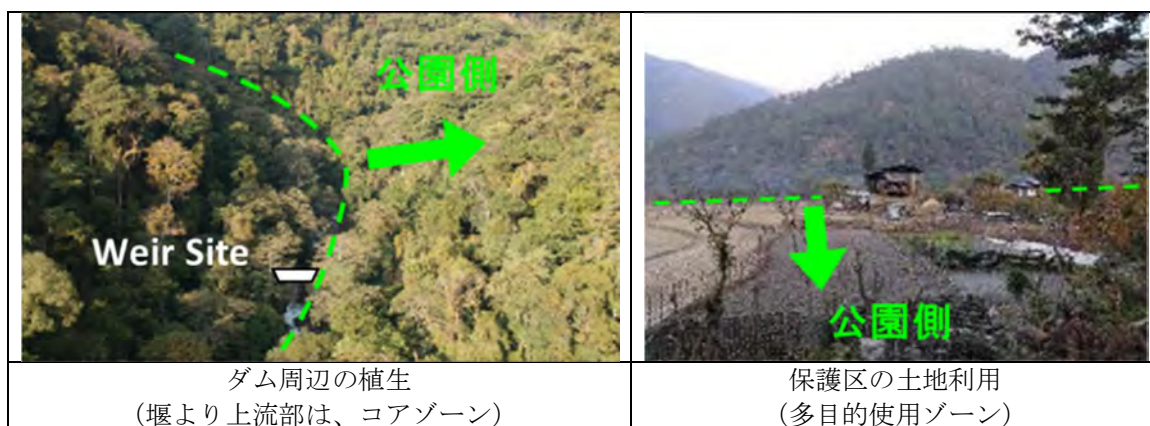 公園側
Weir Site
公園側
ダム周辺の植生
（堰より上流部は、コアゾーン）
保護区の土地利用
（多目的使用ゾーン）